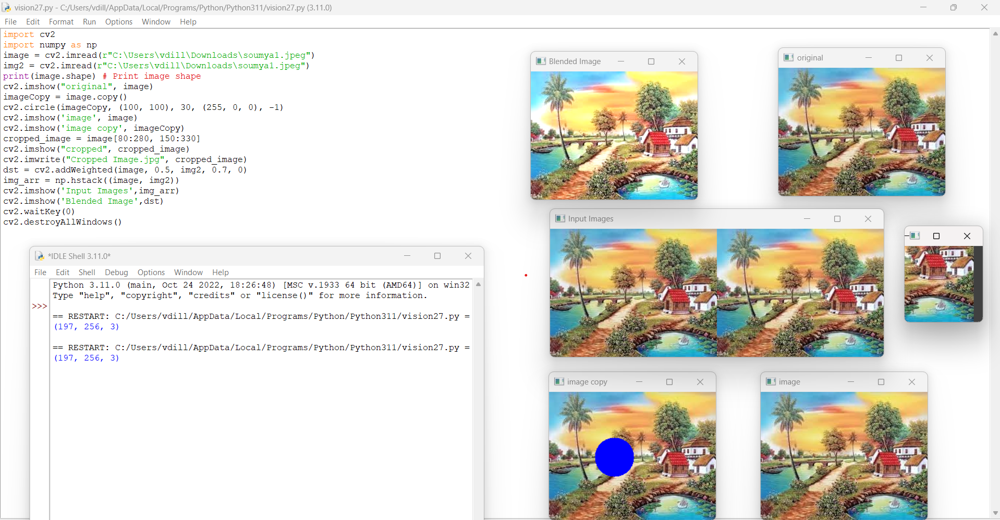 vision27.py - C:/Users/vdill/AppData/Local/Programs/Python/Python311/vision27.py (3.11.0)
File Edit Format Run Options Window Help
import cv2
import numpy as np
image = cv2.imread(r"C:\Users\vdill\Downloads\soumya1.jpeg")
img2 = cv2.imread(r"C:\Users\vdill\Downloads\soumya1.jpeg")
print(image.shape) # Print image shape
cv2.imshow("original", image)
imageCopy = image.copy()
cv2.circle(imageCopy, (100, 100), 30, (255, 0, 0), -1)
cv2.imshow('image', image)
cv2.imshow('image copy', imageCopy)
cropped_image = image[80:280, 150:330]
cv2.imshow("cropped", cropped_image)
cv2.imwrite("Cropped Image.jpg", cropped_image)
dst = cv2.addWeighted(image, 0.5, img2, 0.7, 0)
img_arr = np.hstack((image, img2))
cv2.imshow('Input Images',img_arr)
cv2.imshow('Blended Image',dst)
cv2.waitKey(0)
cv2.destroyAllWindows()
*IDLE Shell 3.11.0*
File Edit Shell Debug Options Window Help
Python 3.11.0 (main, Oct 24 2022, 18:26:48) [MSC v.1933 64 bit (AMD64)] on win32
Type "help", "copyright", "credits" or "license()" for more information.
>>>
== RESTART: C:/Users/vdill/AppData/Local/Programs/Python/Python311/vision27.py =
(197, 256, 3)
== RESTART: C:/Users/vdill/AppData/Local/Programs/Python/Python311/vision27.py =
(197, 256, 3)
Blended Image
original
Input Images
image copy
image